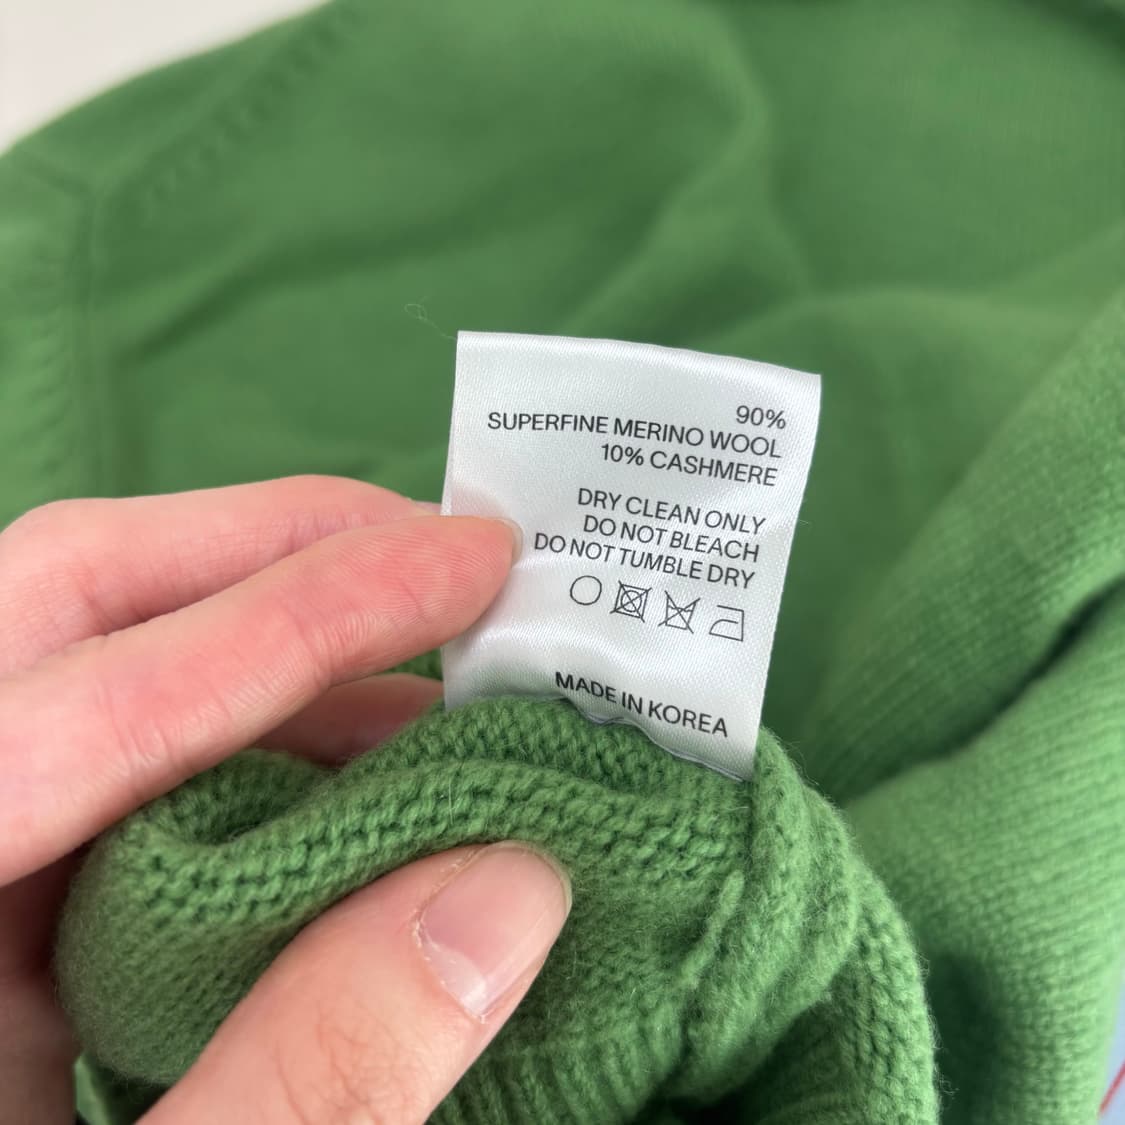 90%
SUPERFINE MERINO WOOL
10% CASHMERE
DRY CLEAN ONLY
DO NOT BLEACH
DO NOT TUMBLE DRY
MADE IN KOREA